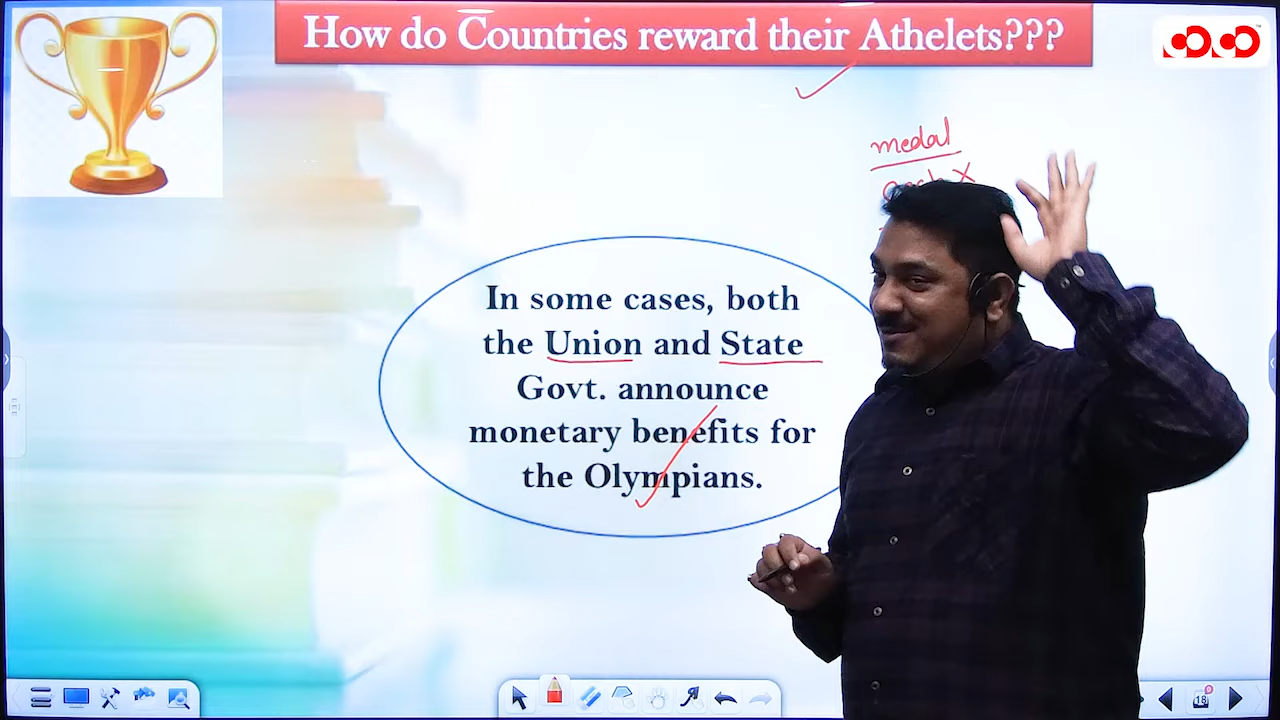 How do Countries reward their Athelets???
medal
In some cases, both
the Union and State
Govt. announce
monetary benefits for
the Olympians.
18